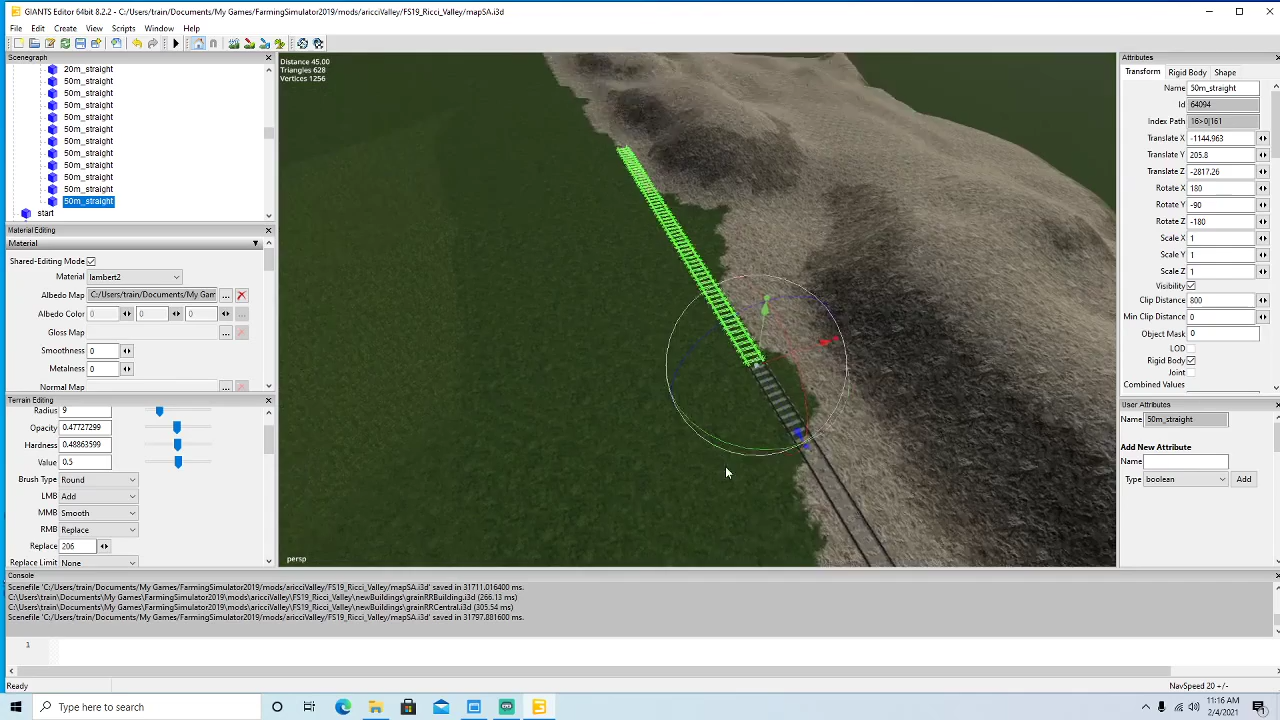 GIANTS Editor 64bit 8.2.2 - C:/Users/train/Documents/My Games/FarmingSimulator2019/mods/aricciValley/FS19_Ricci_Valley/mapSA.i3d
File Edit Create View Scripts Window Help
Scenegraph
20m_straight
50m_straight
50m_straight
50m_straight
50m_straight
50m_straight
50m_straight
50m_straight
50m_straight
50m_straight
50m_straight
50m_straight
start
Material Editing
Material
Shared-Editing Mode
Material lambert2
Albedo Map C:/Users/train/Documents/My Gam ...
Albedo Color 0 0 0 ...
Gloss Map ...
Smoothness 0
Metalness 0
Normal Map ...
Terrain Editing
Radius 9
Opacity 0.47727299
Hardness 0.48863599
Value 0.5
Brush Type Round
LMB Add
MMB Smooth
RMB Replace
Replace 206
Replace Limit None
Distance 45.00
Triangles 628
Vertices 1256
persp
Attributes
Transform Rigid Body Shape
Name 50m_straight
Id 64094
Index Path 16>0|161
Translate X -1144.963
Translate Y 205.8
Translate Z -2817.26
Rotate X 180
Rotate Y -90
Rotate Z -180
Scale X 1
Scale Y 1
Scale Z 1
Visibility
Clip Distance 800
Min Clip Distance 0
Object Mask 0
LOD
Rigid Body
Joint
Combined Values
User Attributes
Name 50m_straight
Add New Attribute
Name
Type boolean Add
Console
Scenefile 'C:/Users/train/Documents/My Games/FarmingSimulator2019/mods/aricciValley/FS19_Ricci_Valley/mapSA.i3d' saved in 31711.016400 ms.
C:\Users\train\Documents\My Games\FarmingSimulator2019\mods\aricciValley\FS19_Ricci_Valley\newBuildings\grainRRBuilding.i3d (266.13 ms)
C:\Users\train\Documents\My Games\FarmingSimulator2019\mods\aricciValley\FS19_Ricci_Valley\newBuildings\grainRRCentral.i3d (305.54 ms)
Scenefile 'C:/Users/train/Documents/My Games/FarmingSimulator2019/mods/aricciValley/FS19_Ricci_Valley/mapSA.i3d' saved in 31797.881600 ms.
1
Ready
NavSpeed 20 +/-
Type here to search
11:16 AM
2/4/2021